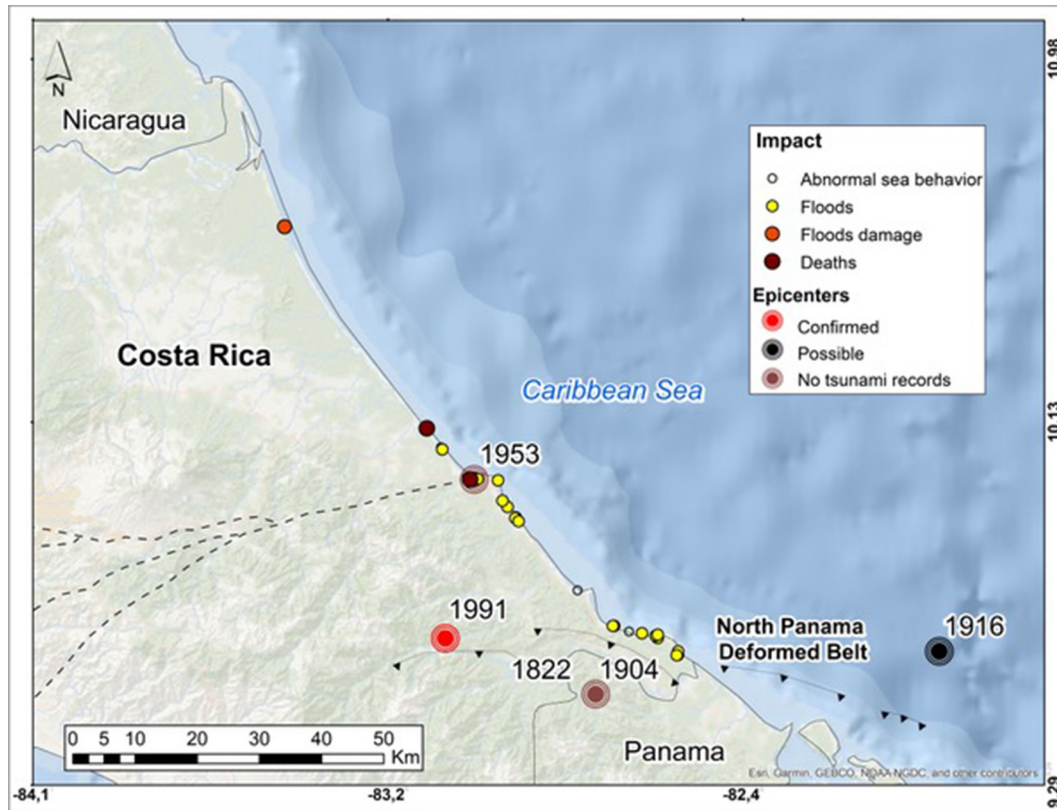 N
Nicaragua
10,98
Impact
Abnormal sea behavior
Floods
Floods damage
Deaths
Epicenters
Confirmed
Possible
No tsunami records
Costa Rica
Caribbean Sea
10,13
1953
1991
North Panama
Deformed Belt
1916
1822
1904
0 5 10 20 30 40 50
Km
Panama
Esri, Garmin, GEBCO, NOAA NGDC, and other contributors
-84,1
-83,2
-82,4